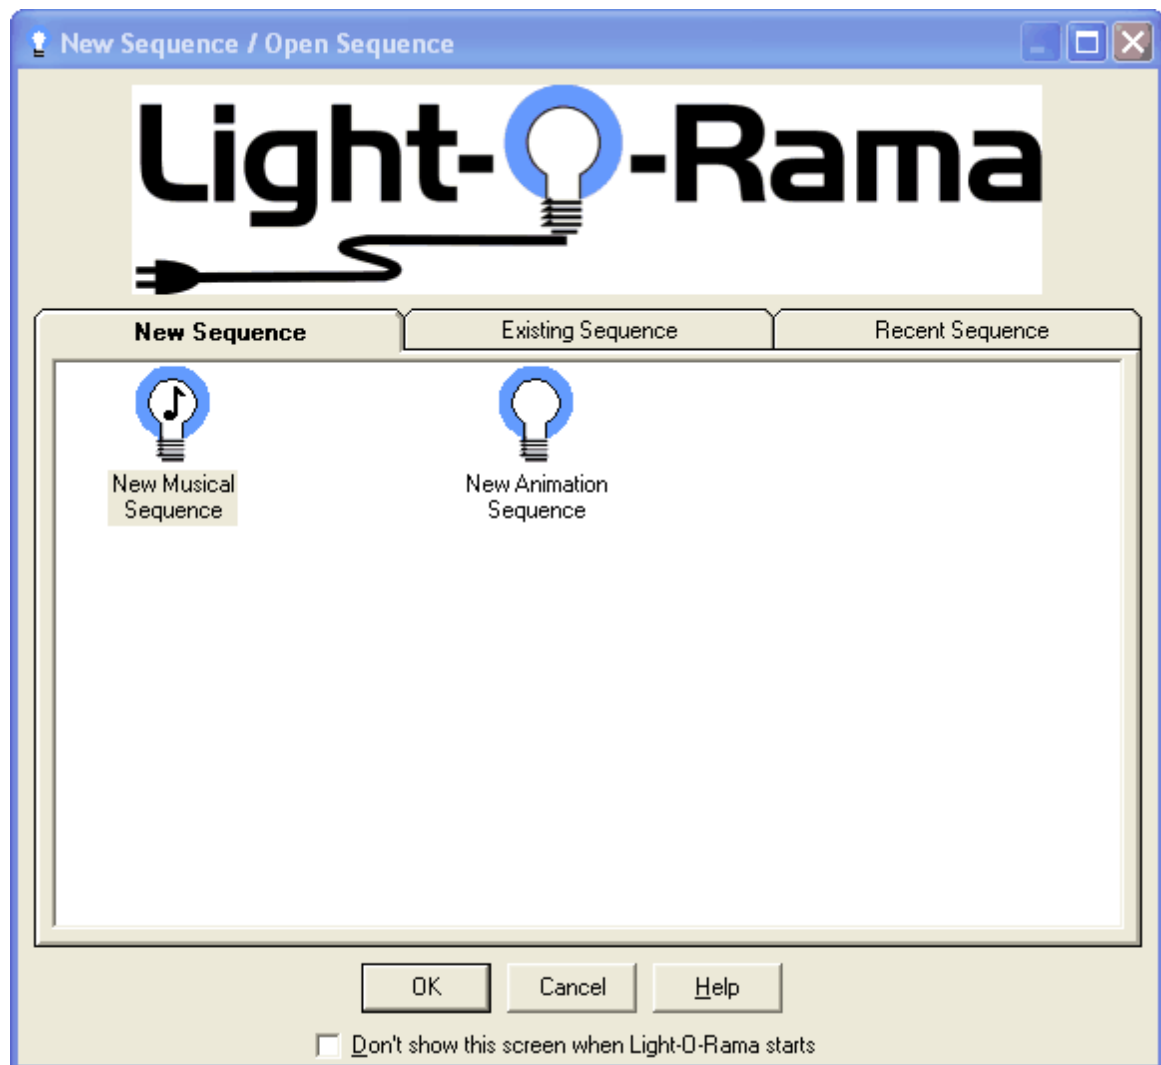 New Sequence / Open Sequence
Light-O-Rama
New Sequence Existing Sequence Recent Sequence
New Musical New Animation
Sequence Sequence
OK Cancel Help
Don't show this screen when Light-O-Rama starts